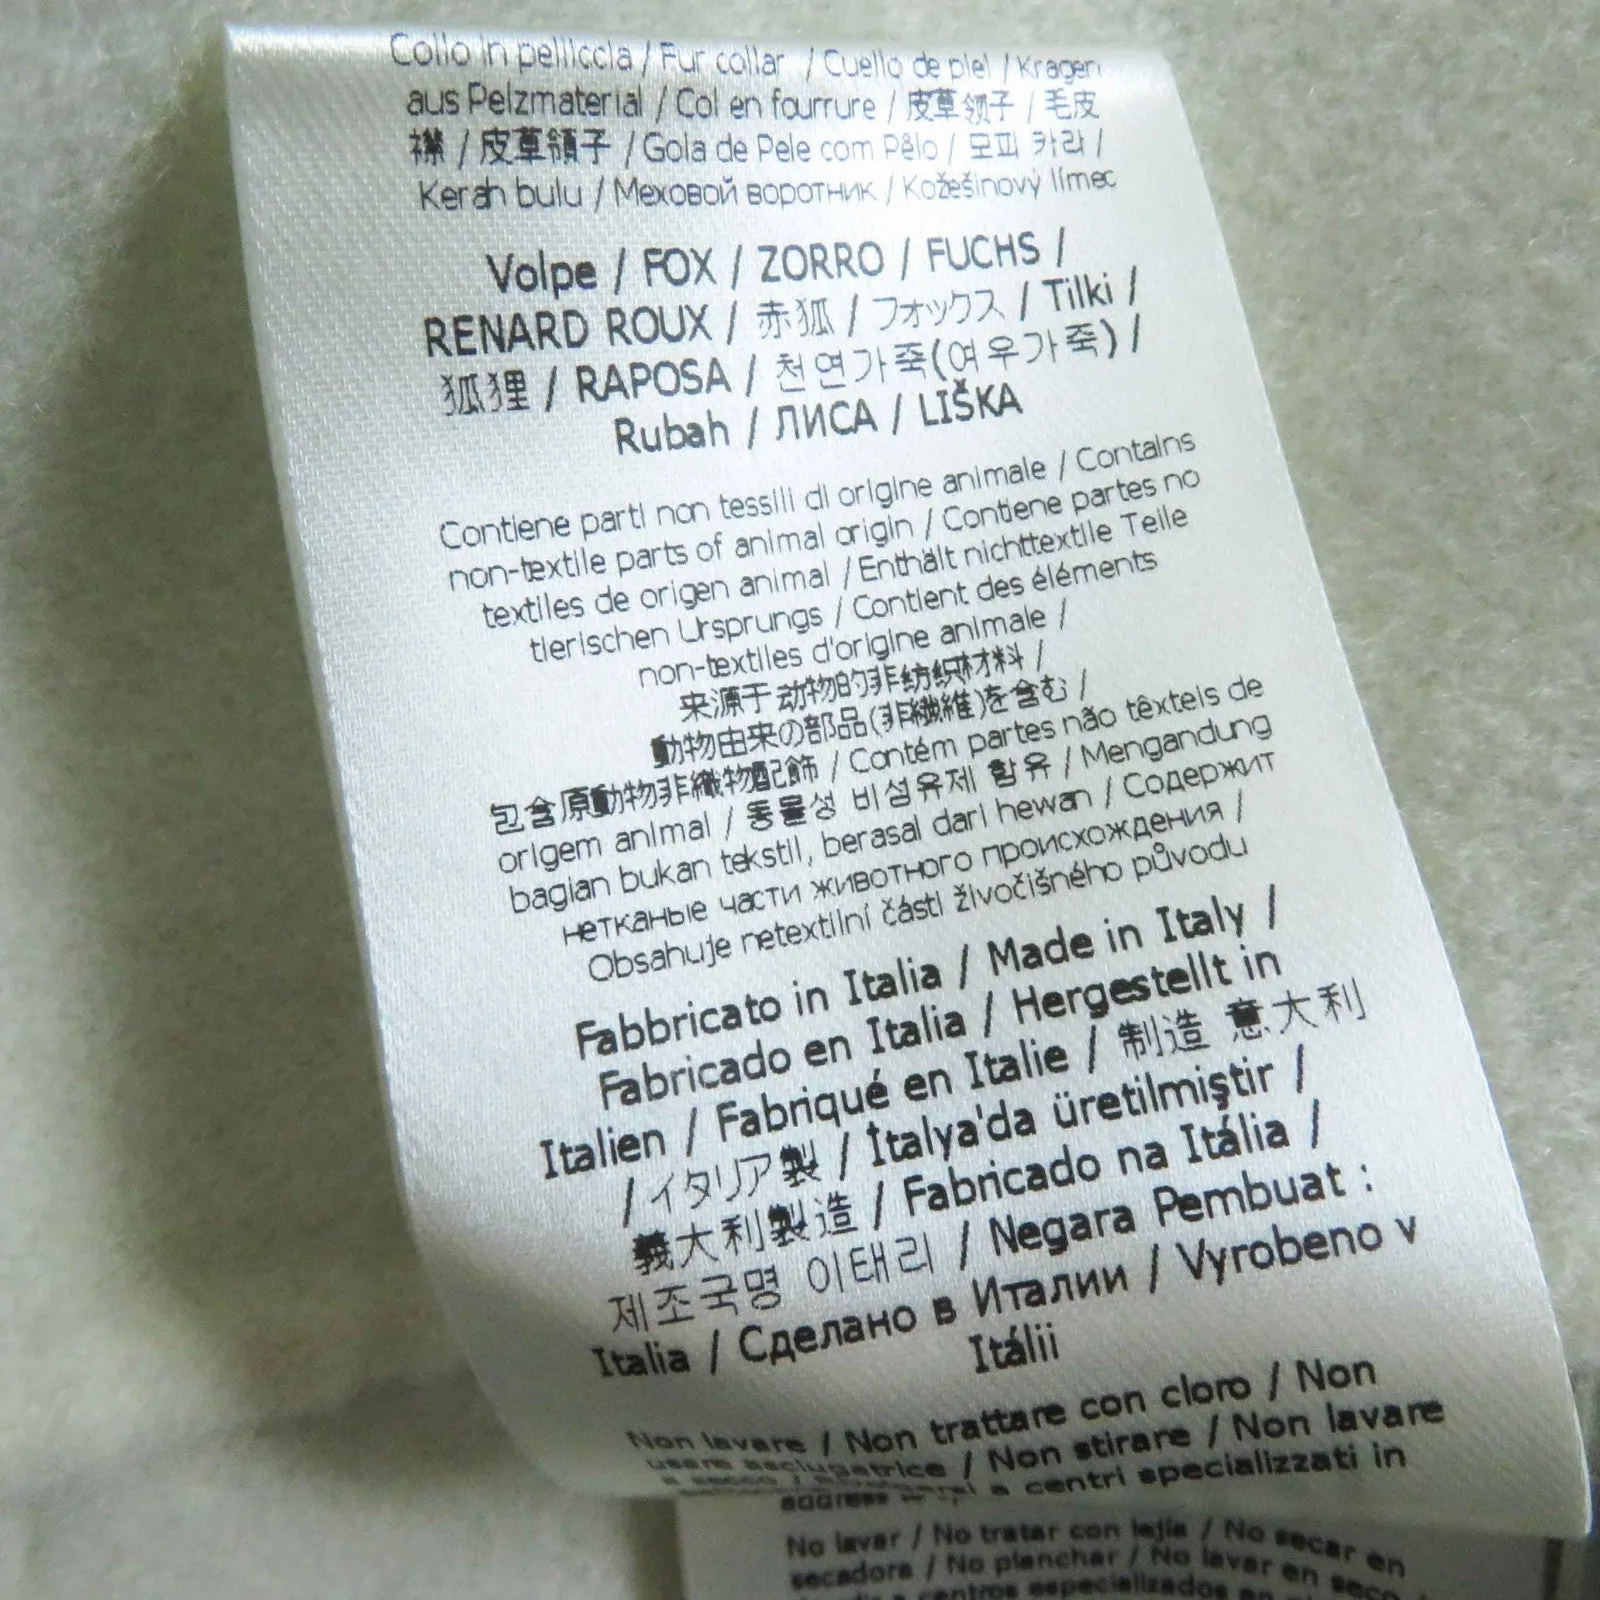 Collo in pelliccia / Fur collar / Cuello de piel / Kragen
aus Pelzmaterial / Col en fourrure / 皮草领子 / 毛皮
襟 / 皮草領子 / Gola de Pele com Pêlo / 모피 카라 /
Kerah bulu / Меховой воротник / Kožešinový límec
Volpe / FOX / ZORRO / FUCHS /
RENARD ROUX / 赤狐 / フォックス / Tilki /
狐狸 / RAPOSA / 천연가죽(여우가죽) /
Rubah / ЛИСА / LIŠKA
Contiene parti non tessili di origine animale / Contains
non-textile parts of animal origin / Contiene partes no
textiles de origen animal / Enthält nichttextile Teile
tierischen Ursprungs / Contient des éléments
non-textiles d'origine animale /
来源于动物的非纺织材料 /
動物由来の部品(非繊維)を含む /
包含原動物非織物配飾 / Contém partes não têxteis de
origem animal / 동물성 비섬유제 함유 / Mengandung
bagian bukan tekstil, berasal dari hewan / Содержит
нетканые части животного происхождения /
Obsahuje netextilní části živočišného původu
Fabbricato in Italia / Made in Italy /
Fabricado en Italia / Hergestellt in
Italien / Fabriqué en Italie / 制造 意大利
/ イタリア製 / İtalya'da üretilmiştir /
義大利製造 / Fabricado na Itália /
제조국명 이태리 / Negara Pembuat :
Italia / Сделано в Италии / Vyrobeno v
Itálii
Non lavare / Non trattare con cloro / Non
usare asciugatrice / Non stirare / Non lavare
a secco / a centri specializzati in
address
No lavar / No tratar con lejía / No secar en
secadora / No planchar / No lavar en seco
a centros especializados en